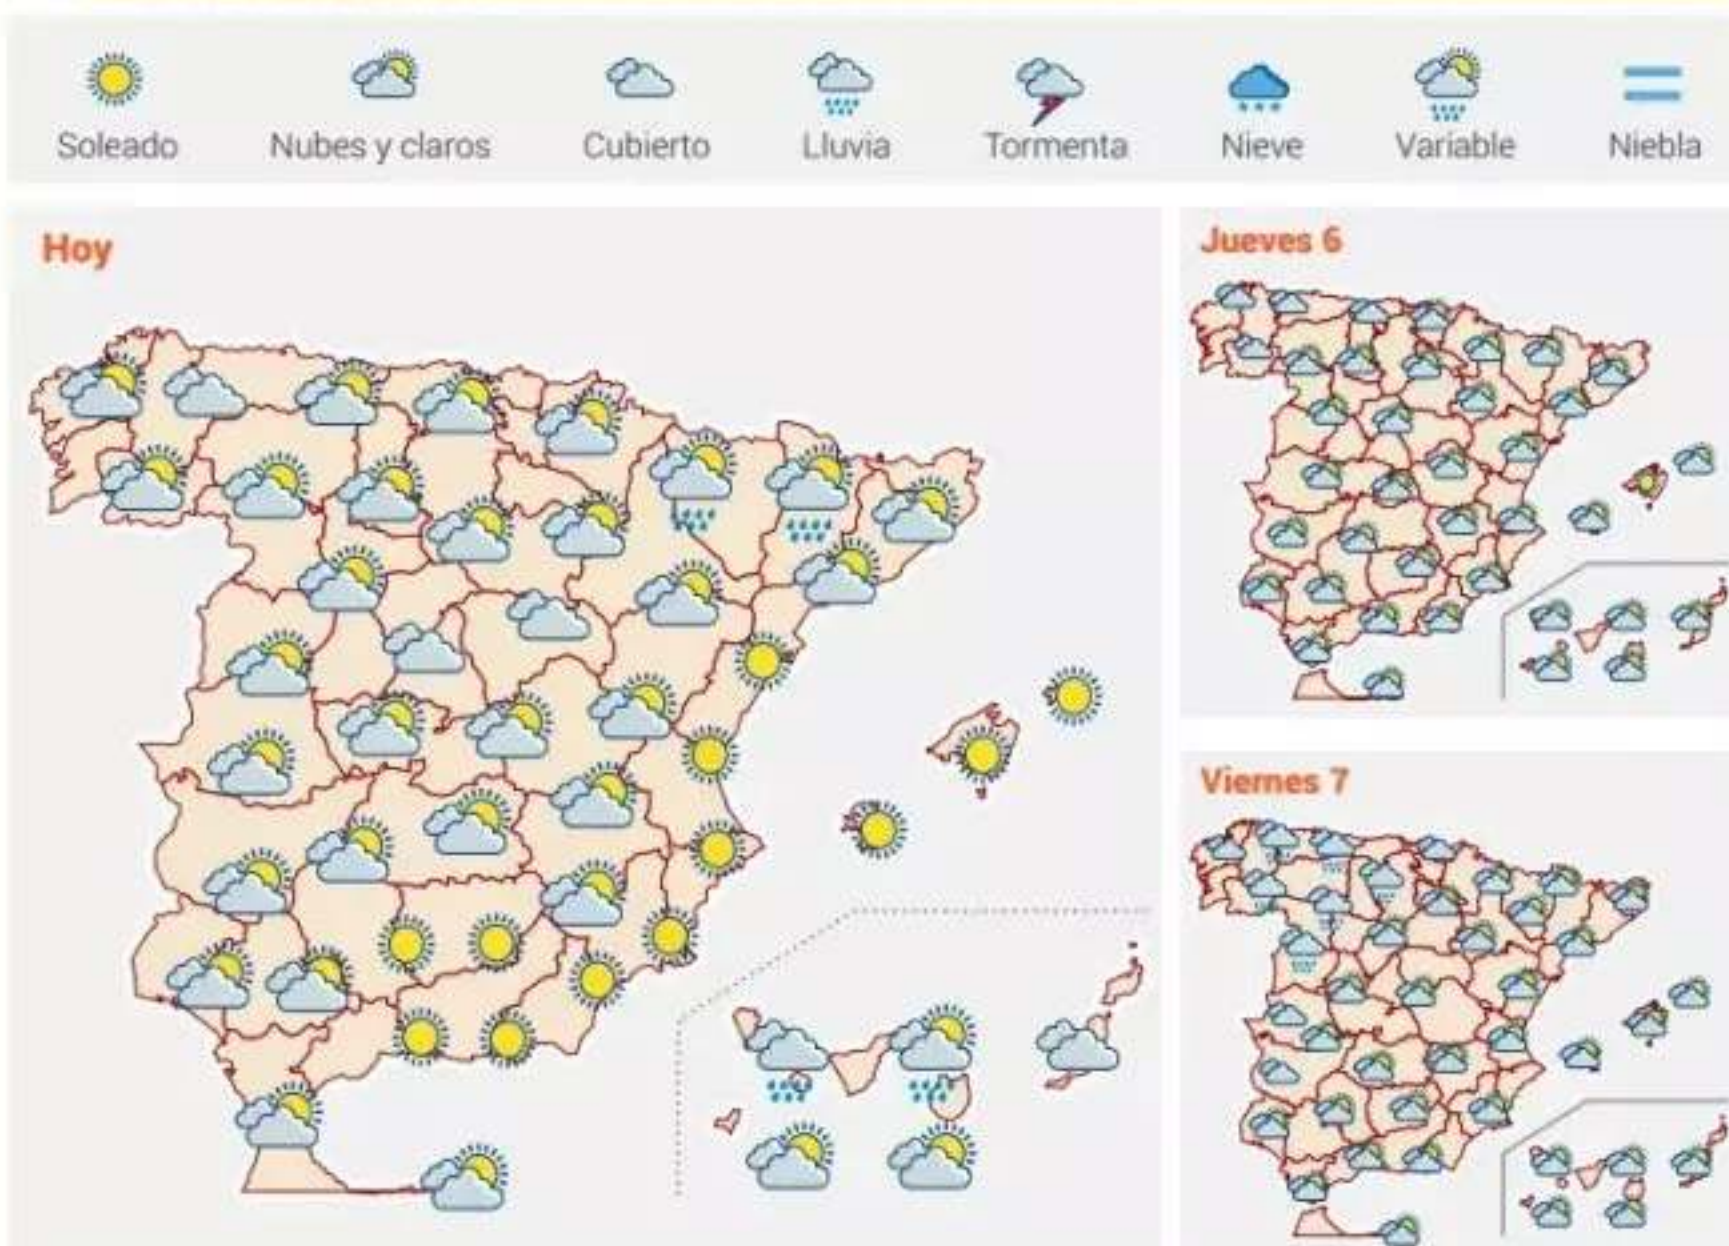 Soleado
Nubes y claros
Cubierto
Lluvia
Tormenta
Nieve
Variable
Niebla
Hoy
Jueves 6
Viernes 7